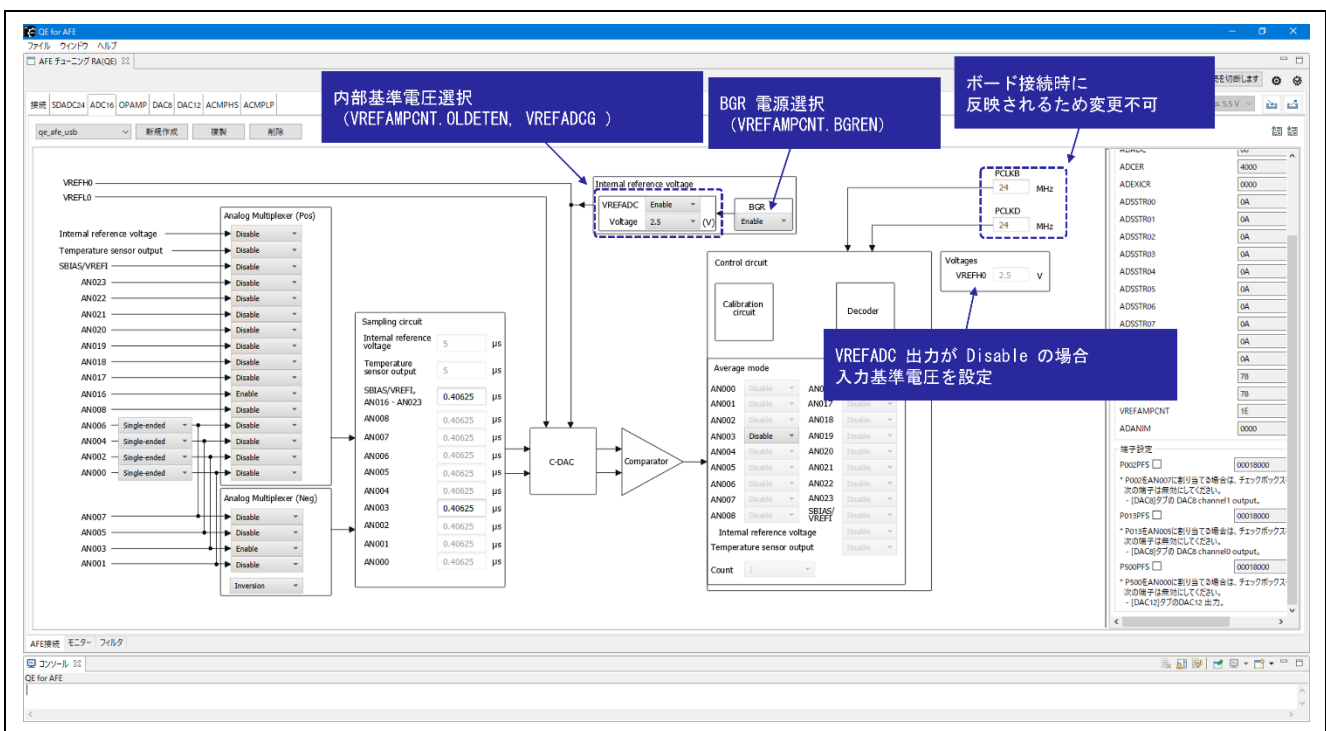 QE for AFE
ファイル ウィンドウ ヘルプ
AFE チューニング RA(QE)
接続 SDADC24 ADC16 OPAMP DAC8 DAC12 ACMPHS ACMPLP
を切断します
5.5 V
qe_afe_usb 新規作成 複製 削除
内部基準電圧選択
(VREFAMPCNT.OLDETEN, VREFADCG )
BGR 電源選択
(VREFAMPCNT.BGREN)
ボード接続時に
反映されるため変更不可
VREFH0
VREFL0
Analog Multiplexer (Pos)
Internal reference voltage Disable
Temperature sensor output Disable
SBIAS/VREFI Disable
AN023 Disable
AN022 Disable
AN021 Disable
AN020 Disable
AN019 Disable
AN018 Disable
AN017 Disable
AN016 Enable
AN008 Disable
AN006 Single-ended Disable
AN004 Single-ended Disable
AN002 Single-ended Disable
AN000 Single-ended Disable
Analog Multiplexer (Neg)
AN007 Disable
AN005 Disable
AN003 Enable
AN001 Disable
Inversion
Sampling circuit
Internal reference
voltage 5 µs
Temperature
sensor output 5 µs
SBIAS/VREFI,
AN016 - AN023 0.40625 µs
AN008 0.40625 µs
AN007 0.40625 µs
AN006 0.40625 µs
AN005 0.40625 µs
AN004 0.40625 µs
AN003 0.40625 µs
AN002 0.40625 µs
AN001 0.40625 µs
AN000 0.40625 µs
C-DAC
Comparator
Internal reference voltage
VREFADC Enable
Voltage 2.5 (V)
BGR
Enable
PCLKB
24 MHz
PCLKD
24 MHz
Voltages
VREFH0 2.5 V
Control circuit
Calibration
circuit
Decoder
VREFADC 出力が Disable の場合
入力基準電圧を設定
Average mode
AN000 Disable
AN001 Disable AN017 Disable
AN002 Disable AN018 Disable
AN003 Disable AN019 Disable
AN004 Disable AN020 Disable
AN005 Disable AN021 Disable
AN006 Disable AN022 Disable
AN007 Disable AN023 Disable
AN008 Disable SBIAS/
VREFI Disable
Internal reference voltage Disable
Temperature sensor output Disable
Count 1
ADCER 4000
ADEXICR 0000
ADSSTR00 0A
ADSSTR01 0A
ADSSTR02 0A
ADSSTR03 0A
ADSSTR04 0A
ADSSTR05 0A
ADSSTR06 0A
ADSSTR07 0A
0A
0A
78
78
VREFAMPCNT 1E
ADANIM 0000
端子設定
P002PFS 00018000
* P002をAN007に割り当てる場合は、チェックボックス
次の端子は無効にしてください。
- [DAC8]タブの DAC8 channel1 output。
P013PFS 00018000
* P013をAN005に割り当てる場合は、チェックボックス
次の端子は無効にしてください。
- [DAC8]タブの DAC8 channel0 output。
P500PFS 00018000
* P500をAN000に割り当てる場合は、チェックボックス
次の端子は無効にしてください。
- [DAC12]タブのDAC12 出力。
AFE接続 モニター フィルタ
コンソール
QE for AFE